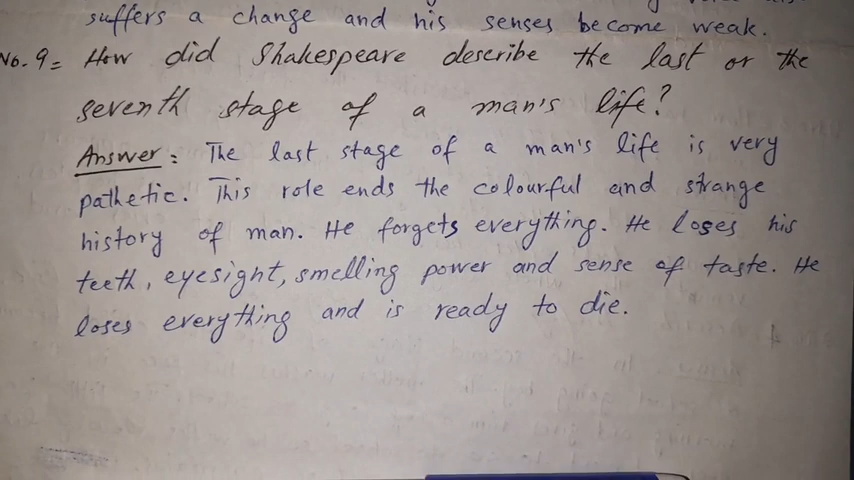 suffers a change and his senses become weak.
No. 9= How did Shakespeare describe the last or the
seventh stage of a man's life?
Answer: The last stage of a man's life is very
pathetic. This role ends the colourful and strange
history of man. He forgets everything. He loses his
teeth, eyesight, smelling power and sense of taste. He
loses everything and is ready to die.